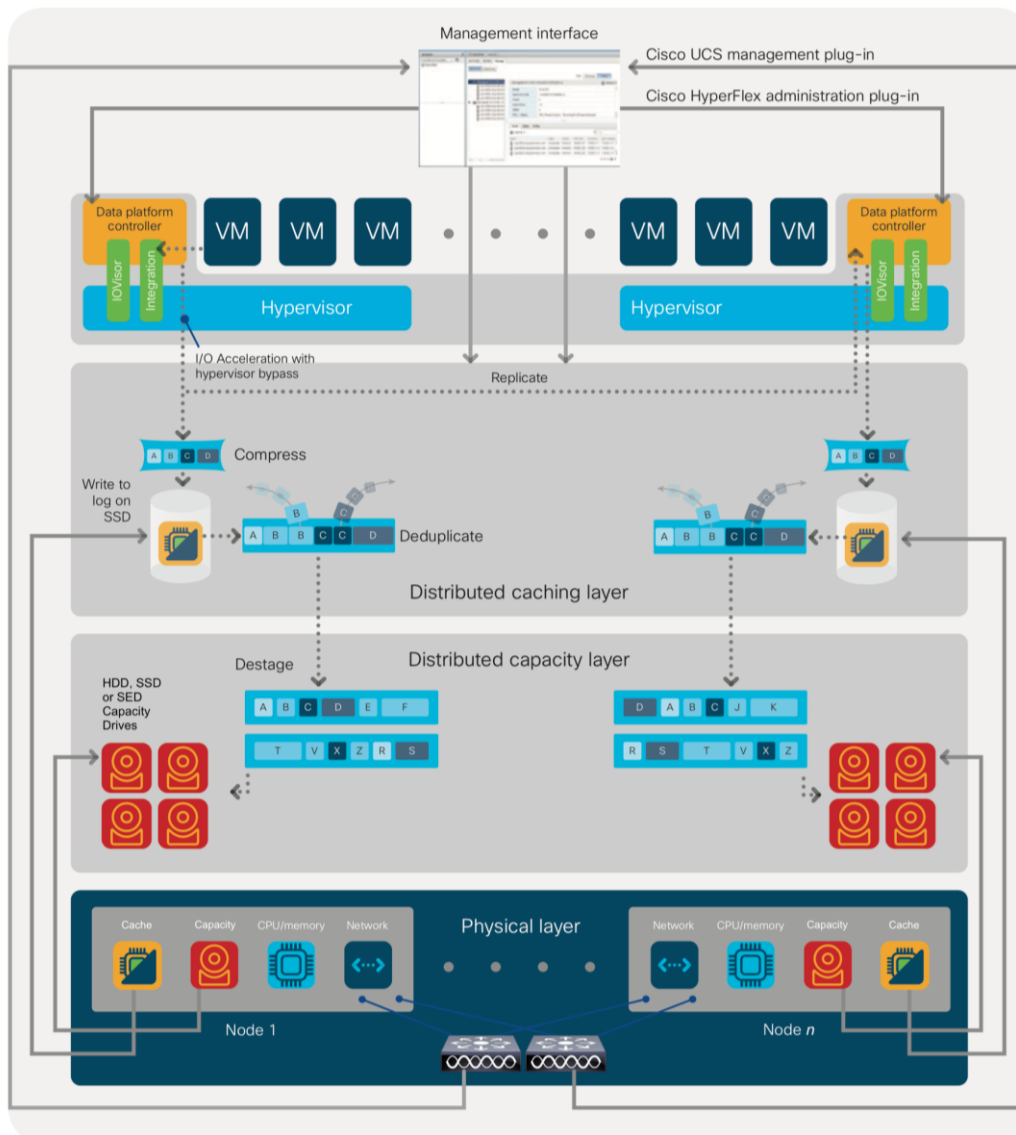 Management interface
Cisco UCS management plug-in
Cisco HyperFlex administration plug-in
Data platform
controller
IOVisor
Integration
VM
VM
VM
VM
VM
VM
Data platform
controller
IOVisor
Integration
Hypervisor
Hypervisor
I/O Acceleration with
hypervisor bypass
Replicate
A B C D
Compress
A B C D
Write to
log on
SSD
B
C
A B B C C D
Deduplicate
B
C
A B B C C D
Distributed caching layer
Destage
Distributed capacity layer
HDD, SSD
or SED
Capacity
Drives
A B C D E F
T V X Z R S
D A B C J K
R S T V X Z
Physical layer
Cache
Capacity
CPU/memory
Network
Node 1
Network
CPU/memory
Capacity
Cache
Node n